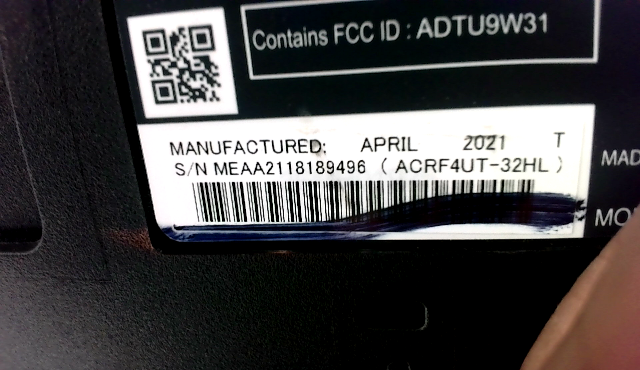 Contains FCC ID : ADTU9W31
MANUFACTURED: APRIL 2021 T
S/N MEAA2118189496 ( ACRF4UT-32HL )